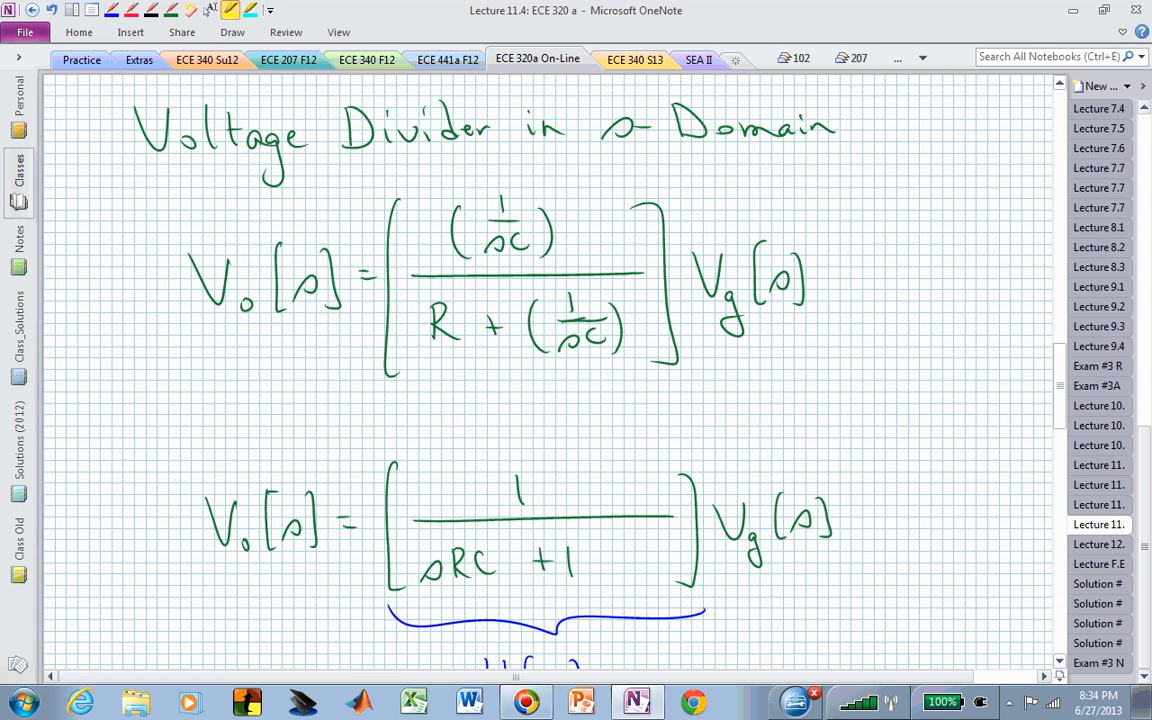 Lecture 11.4: ECE 320 a - Microsoft OneNote
File Home Insert Share Draw Review View
Practice Extras ECE 340 Su12 ECE 207 F12 ECE 340 F12 ECE 441a F12 ECE 320a On-Line ECE 340 S13 SEA II 102 207 ... Search All Notebooks (Ctrl+E)
Personal
Classes
Notes
Class_Solutions
Solutions (2012)
Class Old
Voltage Divider in s-Domain
V_o[s] = [ (1/sC) / (R + (1/sC)) ] V_g[s]
V_o[s] = [ 1 / (sRC + 1) ] V_g[s]
New ...
Lecture 7.4
Lecture 7.5
Lecture 7.6
Lecture 7.7
Lecture 7.7
Lecture 7.7
Lecture 8.1
Lecture 8.2
Lecture 8.3
Lecture 9.1
Lecture 9.2
Lecture 9.3
Lecture 9.4
Exam #3 R
Exam #3A
Lecture 10.
Lecture 10.
Lecture 10.
Lecture 11.
Lecture 11.
Lecture 11.
Lecture 11.
Lecture 12.
Lecture F.E
Solution #
Solution #
Solution #
Solution #
Exam #3 N
100%
8:34 PM
6/27/2013